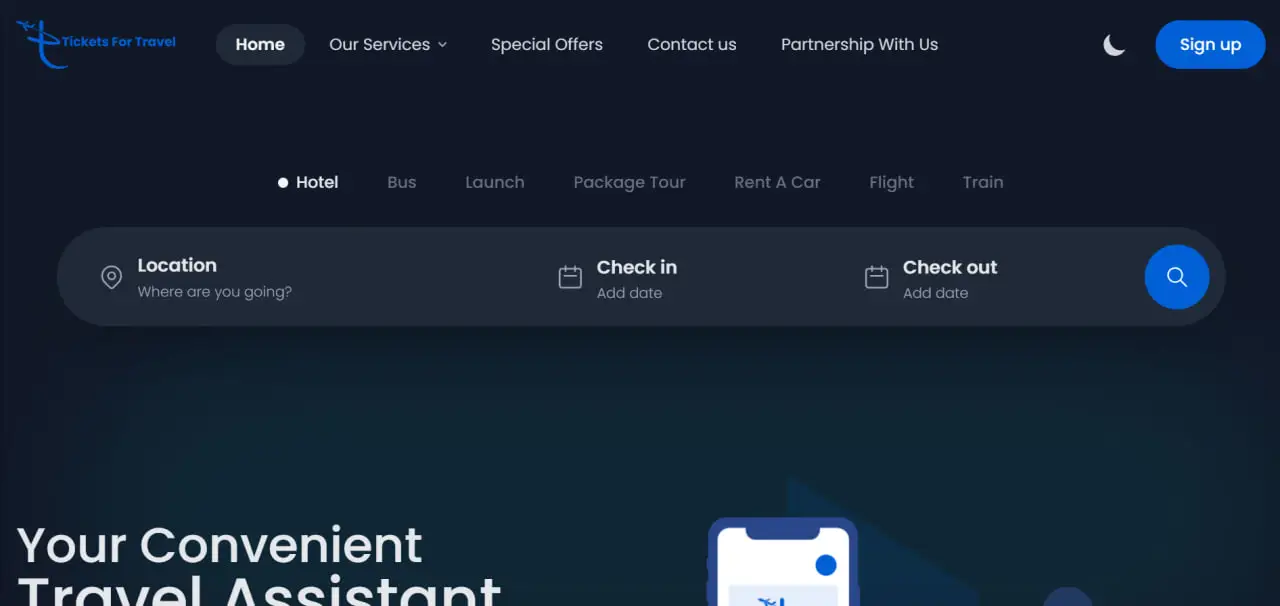 Tickets For Travel
Home
Our Services
Special Offers
Contact us
Partnership With Us
Sign up
Hotel
Bus
Launch
Package Tour
Rent A Car
Flight
Train
Location
Where are you going?
Check in
Add date
Check out
Add date
Your Convenient
Travel Assistant